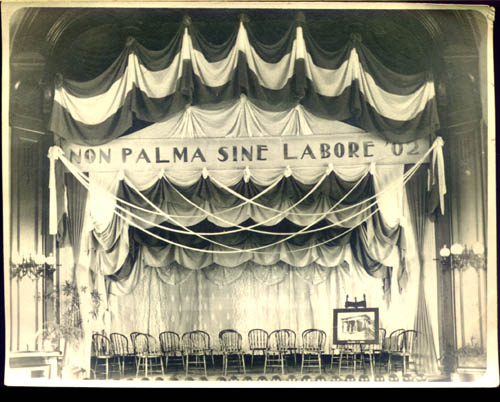 NON PALMA SINE LABORE '02